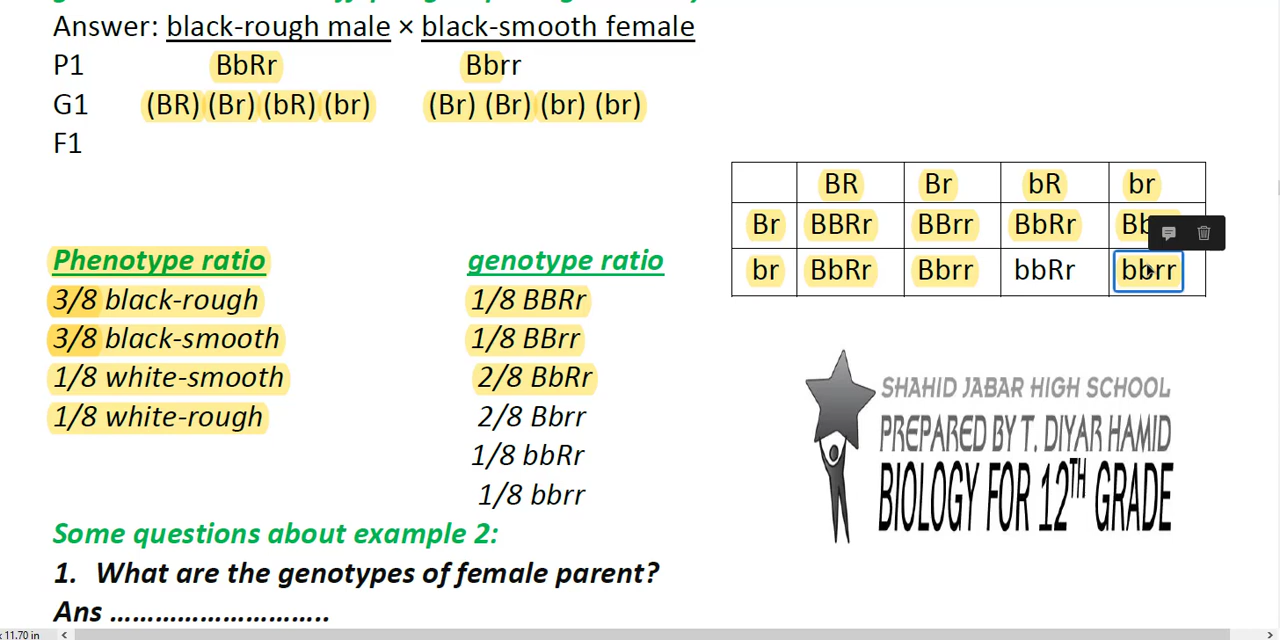 Answer: black-rough male × black-smooth female
P1 BbRr Bbrr
G1 (BR) (Br) (bR) (br) (Br) (Br) (br) (br)
F1
BR Br bR br
Br BBRr BBrr BbRr
br BbRr Bbrr bbRr bbrr
Phenotype ratio genotype ratio
3/8 black-rough 1/8 BBRr
3/8 black-smooth 1/8 BBrr
1/8 white-smooth 2/8 BbRr
1/8 white-rough 2/8 Bbrr
1/8 bbRr
1/8 bbrr
SHAHID JABAR HIGH SCHOOL
PREPARED BY T. DIYAR HAMID
BIOLOGY FOR 12TH GRADE
Some questions about example 2:
1. What are the genotypes of female parent?
Ans ..............................
x 11.70 in